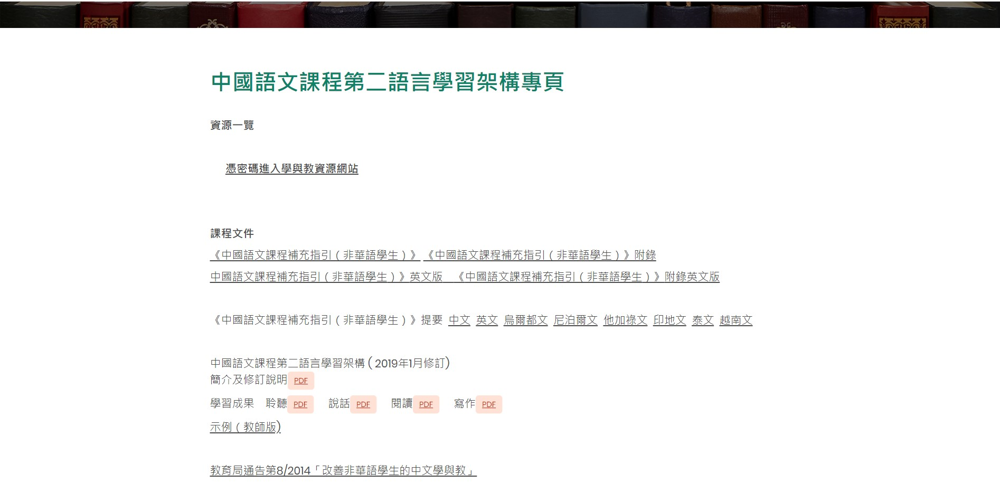 中國語文課程第二語言學習架構專頁
資源一覽
憑密碼進入學與教資源網站
課程文件
《中國語文課程補充指引（非華語學生）》 《中國語文課程補充指引（非華語學生）》附錄
中國語文課程補充指引（非華語學生）》英文版　《中國語文課程補充指引（非華語學生）》附錄英文版
《中國語文課程補充指引（非華語學生）》提要 中文 英文 烏爾都文 尼泊爾文 他加祿文 印地文 泰文 越南文
中國語文課程第二語言學習架構（2019年1月修訂)
簡介及修訂說明 PDF
學習成果　聆聽 PDF　說話 PDF　閱讀 PDF　寫作 PDF
示例（教師版)
教育局通告第8/2014「改善非華語學生的中文學與教」